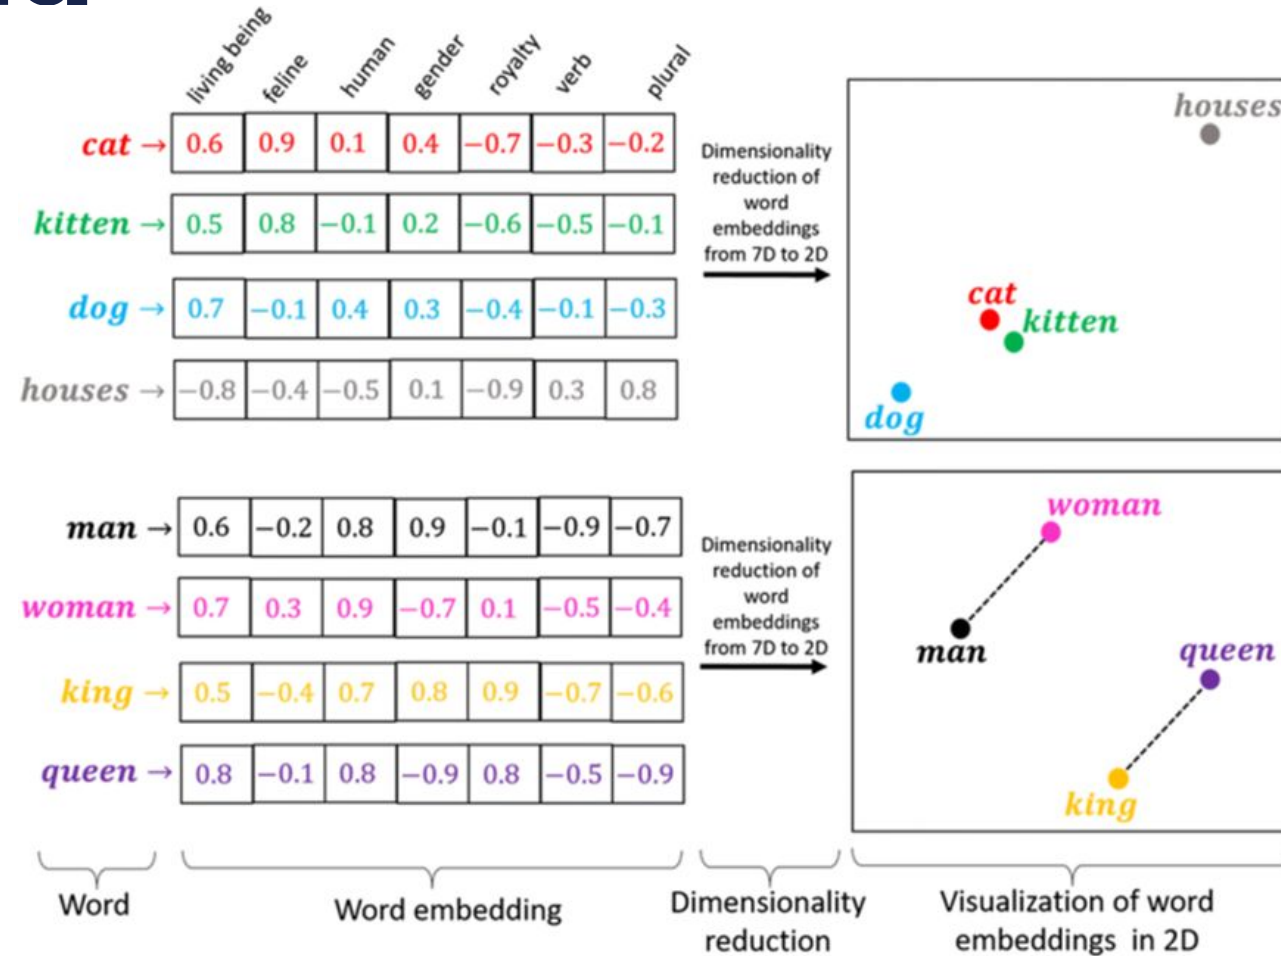 living being feline human gender royalty verb plural
cat → 0.6 0.9 0.1 0.4 −0.7 −0.3 −0.2
kitten → 0.5 0.8 −0.1 0.2 −0.6 −0.5 −0.1
dog → 0.7 −0.1 0.4 0.3 −0.4 −0.1 −0.3
houses → −0.8 −0.4 −0.5 0.1 −0.9 0.3 0.8
Dimensionality
reduction of
word
embeddings
from 7D to 2D
houses
cat
kitten
dog
man → 0.6 −0.2 0.8 0.9 −0.1 −0.9 −0.7
woman → 0.7 0.3 0.9 −0.7 0.1 −0.5 −0.4
king → 0.5 −0.4 0.7 0.8 0.9 −0.7 −0.6
queen → 0.8 −0.1 0.8 −0.9 0.8 −0.5 −0.9
Dimensionality
reduction of
word
embeddings
from 7D to 2D
woman
man
queen
king
Word
Word embedding
Dimensionality
reduction
Visualization of word
embeddings in 2D